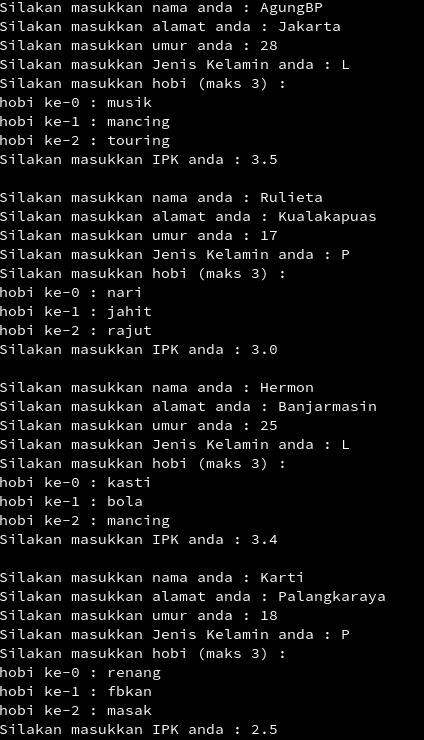 Silakan masukkan nama anda : AgungBP
Silakan masukkan alamat anda : Jakarta
Silakan masukkan umur anda : 28
Silakan masukkan Jenis Kelamin anda : L
Silakan masukkan hobi (maks 3) :
hobi ke-0 : musik
hobi ke-1 : mancing
hobi ke-2 : touring
Silakan masukkan IPK anda : 3.5

Silakan masukkan nama anda : Rulieta
Silakan masukkan alamat anda : Kualakapuas
Silakan masukkan umur anda : 17
Silakan masukkan Jenis Kelamin anda : P
Silakan masukkan hobi (maks 3) :
hobi ke-0 : nari
hobi ke-1 : jahit
hobi ke-2 : rajut
Silakan masukkan IPK anda : 3.0

Silakan masukkan nama anda : Hermon
Silakan masukkan alamat anda : Banjarmasin
Silakan masukkan umur anda : 25
Silakan masukkan Jenis Kelamin anda : L
Silakan masukkan hobi (maks 3) :
hobi ke-0 : kasti
hobi ke-1 : bola
hobi ke-2 : mancing
Silakan masukkan IPK anda : 3.4

Silakan masukkan nama anda : Karti
Silakan masukkan alamat anda : Palangkaraya
Silakan masukkan umur anda : 18
Silakan masukkan Jenis Kelamin anda : P
Silakan masukkan hobi (maks 3) :
hobi ke-0 : renang
hobi ke-1 : fbkan
hobi ke-2 : masak
Silakan masukkan IPK anda : 2.5